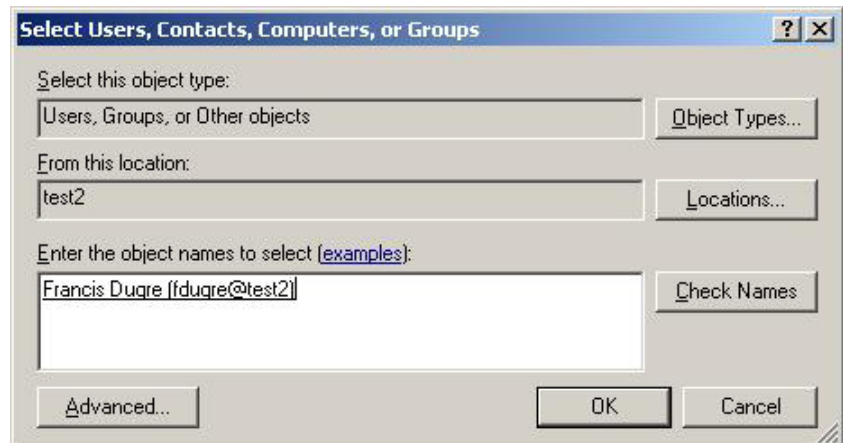 Select Users, Contacts, Computers, or Groups
Select this object type:
Users, Groups, or Other objects
Object Types...
From this location:
test2
Locations...
Enter the object names to select (examples):
Francis Dugre (fdugre@test2)
Check Names
Advanced...
OK
Cancel